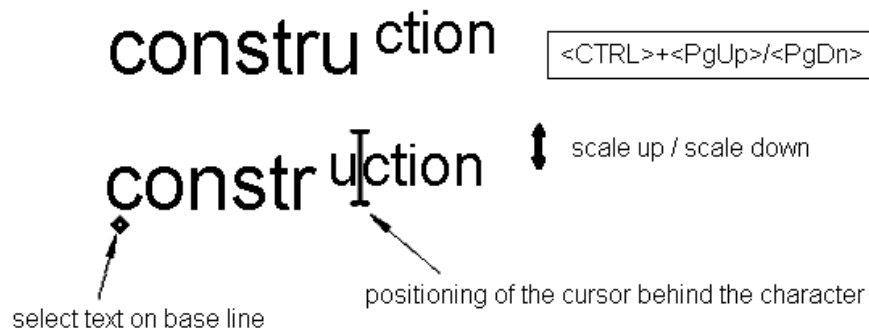 constru ction
<CTRL>+<PgUp>/<PgDn>
constr uction
scale up / scale down
positioning of the cursor behind the character
select text on base line